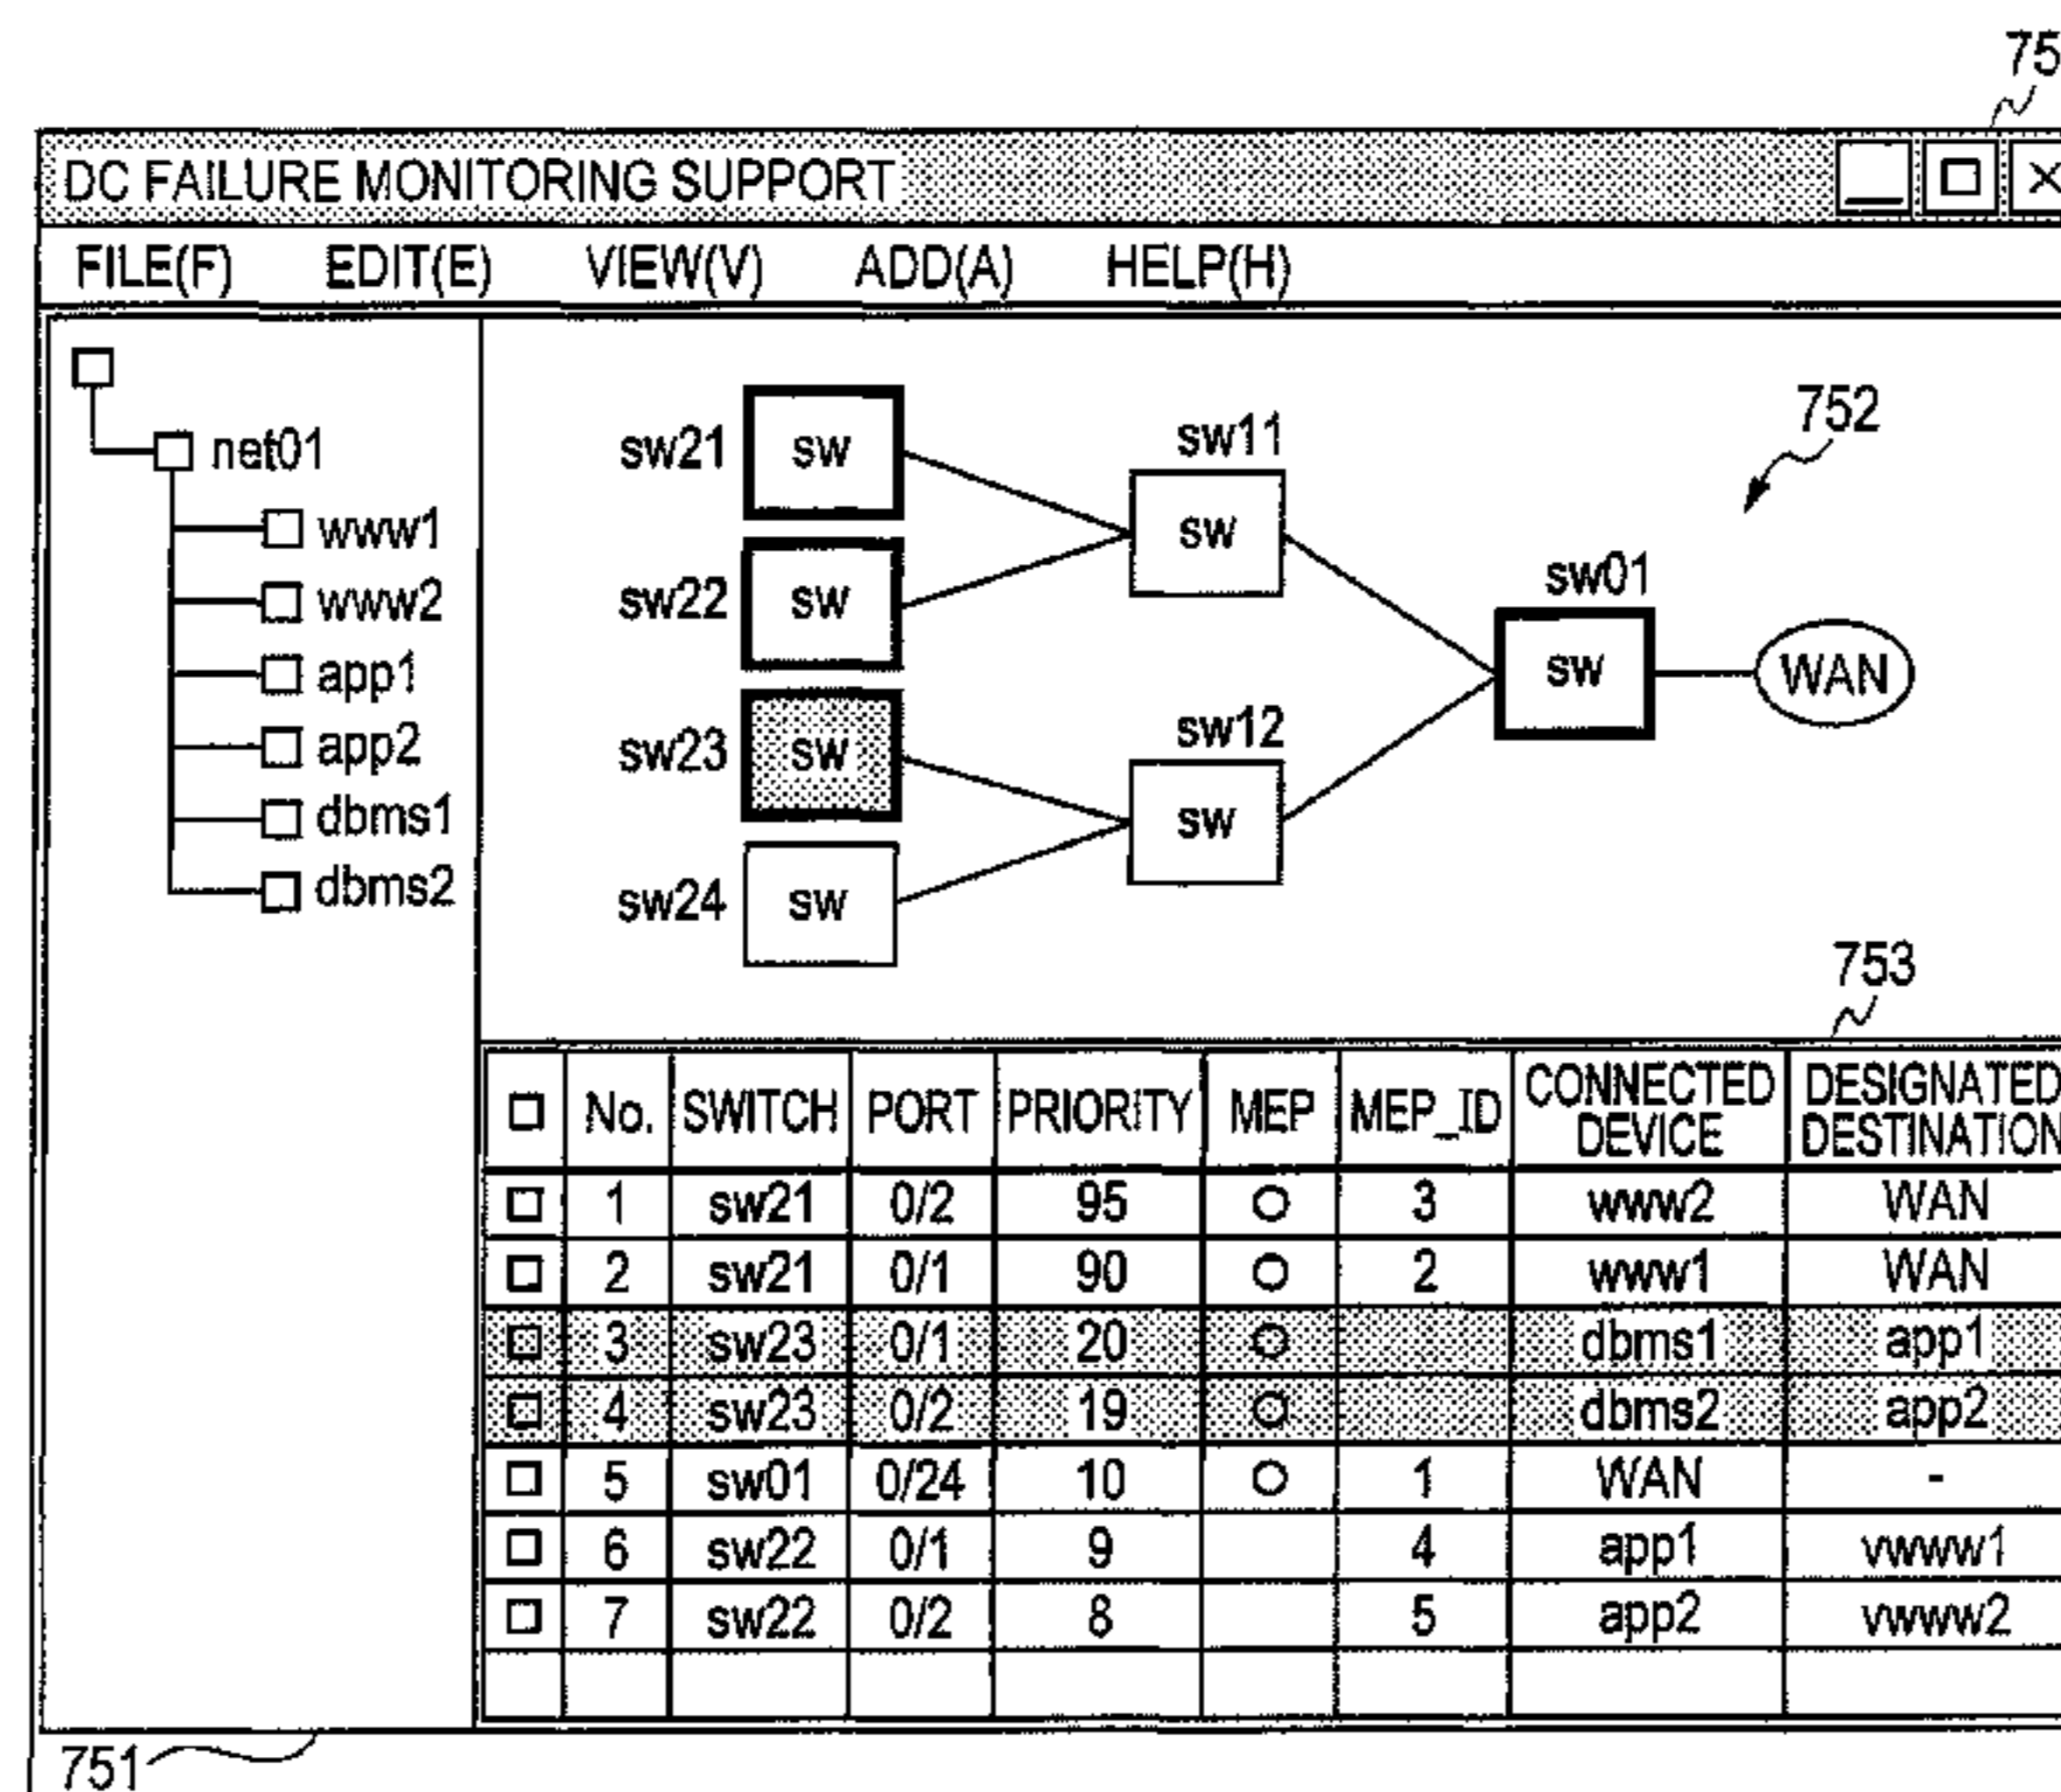 75
DC FAILURE MONITORING SUPPORT
FILE(F) EDIT(E) VIEW(V) ADD(A) HELP(H)
net01
www1
www2
app1
app2
dbms1
dbms2
752
sw21 sw
sw11
sw
sw22 sw
sw01
sw
WAN
sw23 sw
sw12
sw
sw24 sw
753
No. SWITCH PORT PRIORITY MEP MEP_ID CONNECTED DEVICE DESIGNATED DESTINATION
1 sw21 0/2 95 ○ 3 www2 WAN
2 sw21 0/1 90 ○ 2 www1 WAN
3 sw23 0/1 20 ○ dbms1 app1
4 sw23 0/2 19 ○ dbms2 app2
5 sw01 0/24 10 ○ 1 WAN -
6 sw22 0/1 9 4 app1 vwww1
7 sw22 0/2 8 5 app2 vwww2
751